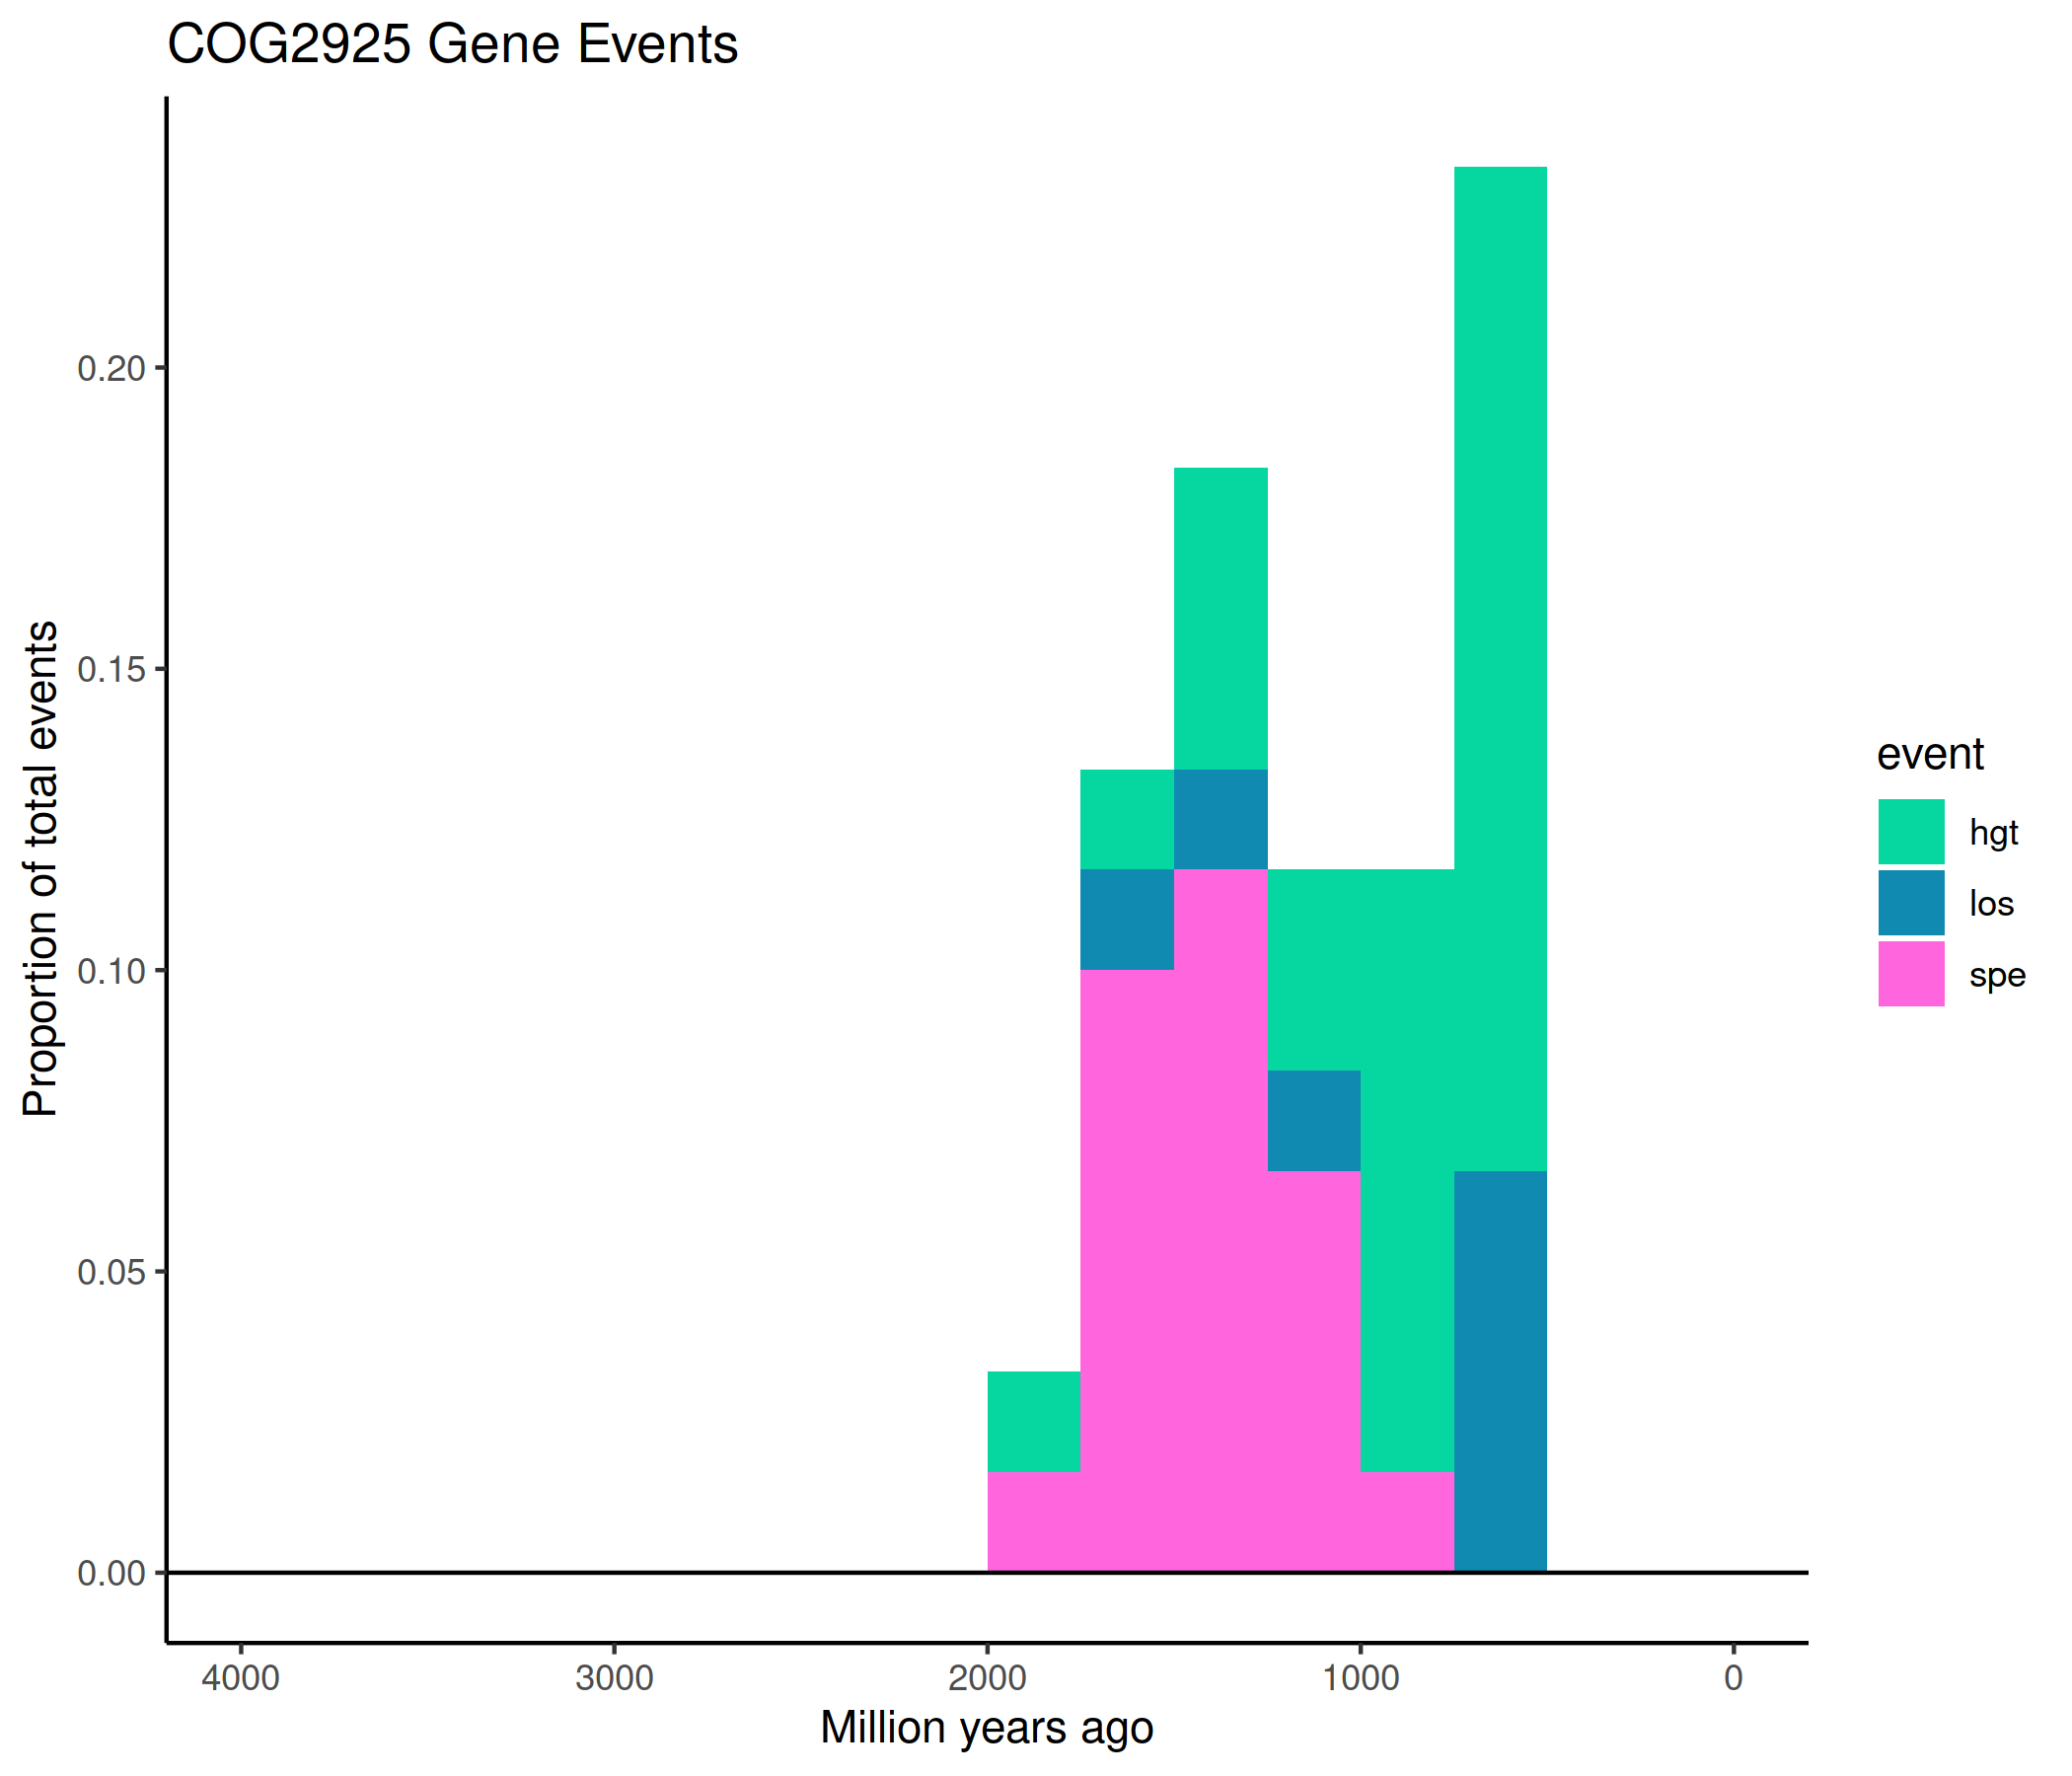 COG2925 Gene Events
Proportion of total events
0.20
0.15
0.10
0.05
0.00
4000 3000 2000 1000 0
Million years ago
event
hgt
los
spe